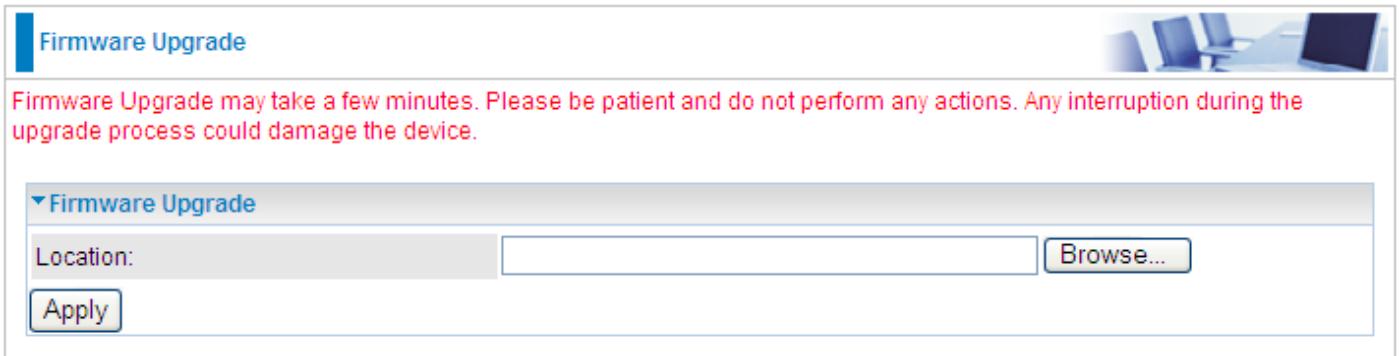 Firmware Upgrade
Firmware Upgrade may take a few minutes. Please be patient and do not perform any actions. Any interruption during the
upgrade process could damage the device.
Firmware Upgrade
Location:
Browse...
Apply